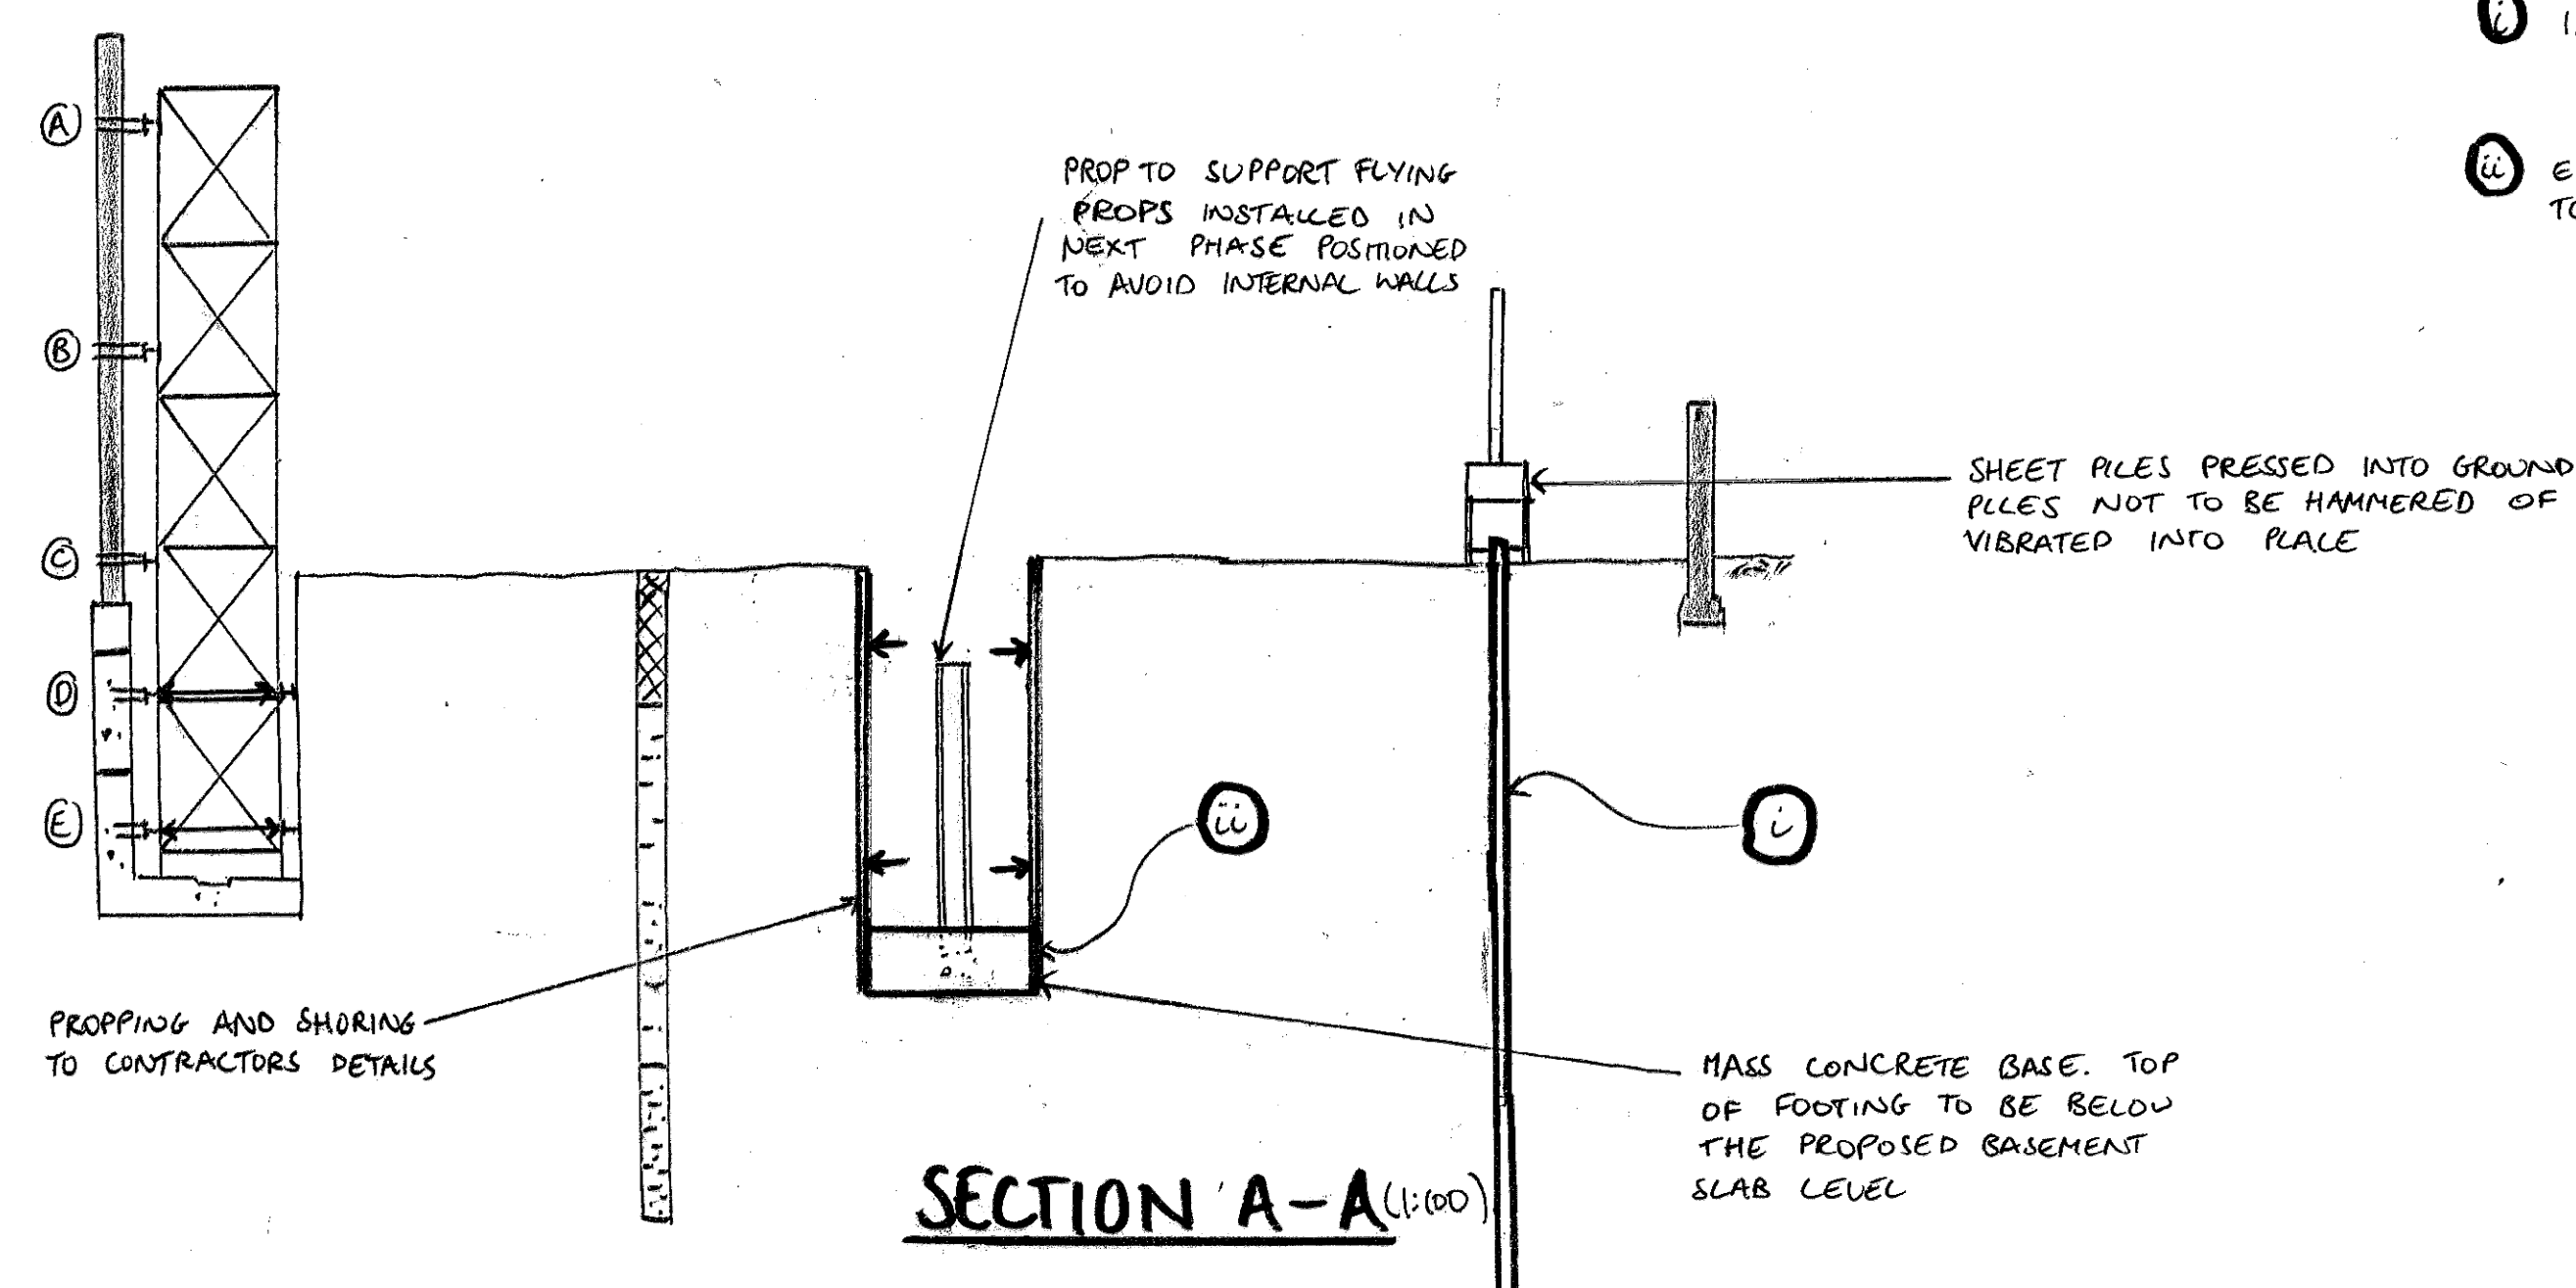 i
ii
E
TO
A
PROP TO SUPPORT FLYING
PROPS INSTALLED IN
NEXT PHASE POSITIONED
TO AVOID INTERNAL WALLS
B
SHEET PILES PRESSED INTO GROUND
PILES NOT TO BE HAMMERED OF
VIBRATED INTO PLACE
C
D
E
ii
i
PROPPING AND SHORING
TO CONTRACTORS DETAILS
MASS CONCRETE BASE. TOP
OF FOOTING TO BE BELOW
THE PROPOSED BASEMENT
SLAB LEVEL
SECTION A-A (1:100)